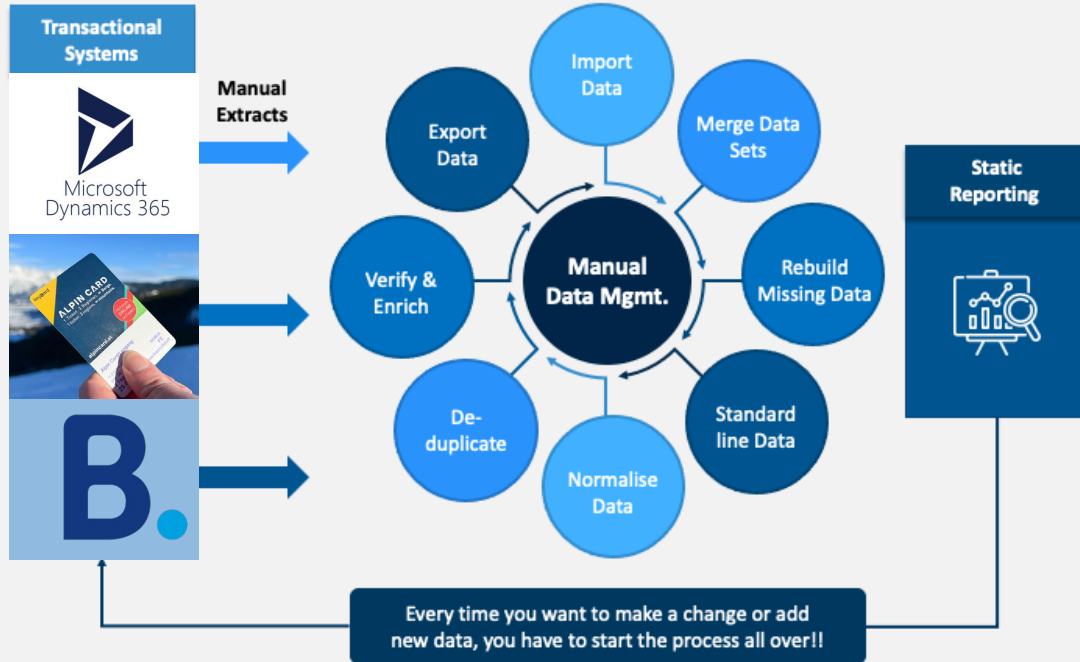 Transactional
Systems
Microsoft
Dynamics 365
ALPIN CARD
alpincard.at
B.
Manual
Extracts
Import
Data
Merge Data
Sets
Rebuild
Missing Data
Standard
line Data
Normalise
Data
De-
duplicate
Verify &
Enrich
Export
Data
Manual
Data Mgmt.
Static
Reporting
Every time you want to make a change or add
new data, you have to start the process all over!!